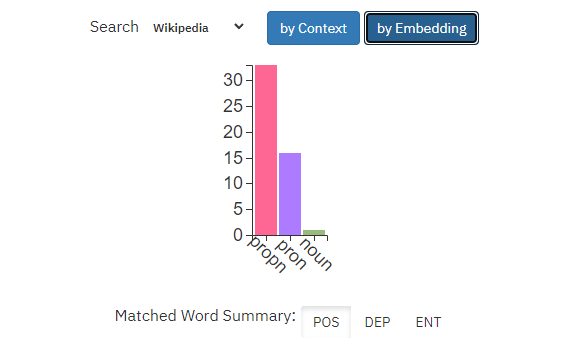 Search Wikipedia by Context by Embedding
30
25
20
15
10
5
0
propn pron noun
Matched Word Summary: POS DEP ENT